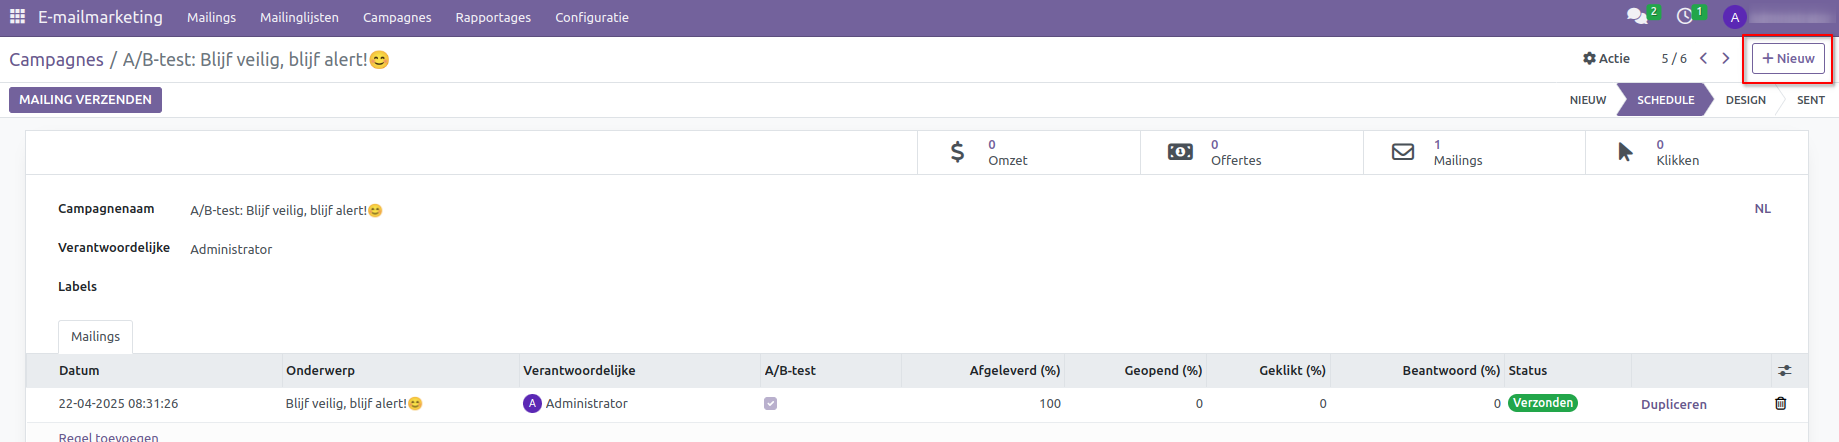 E-mailmarketing Mailings Mailinglijsten Campagnes Rapportages Configuratie 2 1 A
Campagnes / A/B-test: Blijf veilig, blijf alert!😊 Actie 5 / 6 + Nieuw
MAILING VERZENDEN NIEUW SCHEDULE DESIGN SENT
0 0 1 0
Omzet Offertes Mailings Klikken
Campagnenaam A/B-test: Blijf veilig, blijf alert!😊 NL
Verantwoordelijke Administrator
Labels
Mailings
Datum Onderwerp Verantwoordelijke A/B-test Afgeleverd (%) Geopend (%) Geklikt (%) Beantwoord (%) Status
22-04-2025 08:31:26 Blijf veilig, blijf alert!😊 A Administrator 100 0 0 0 Verzonden Dupliceren
Regel toevoegen